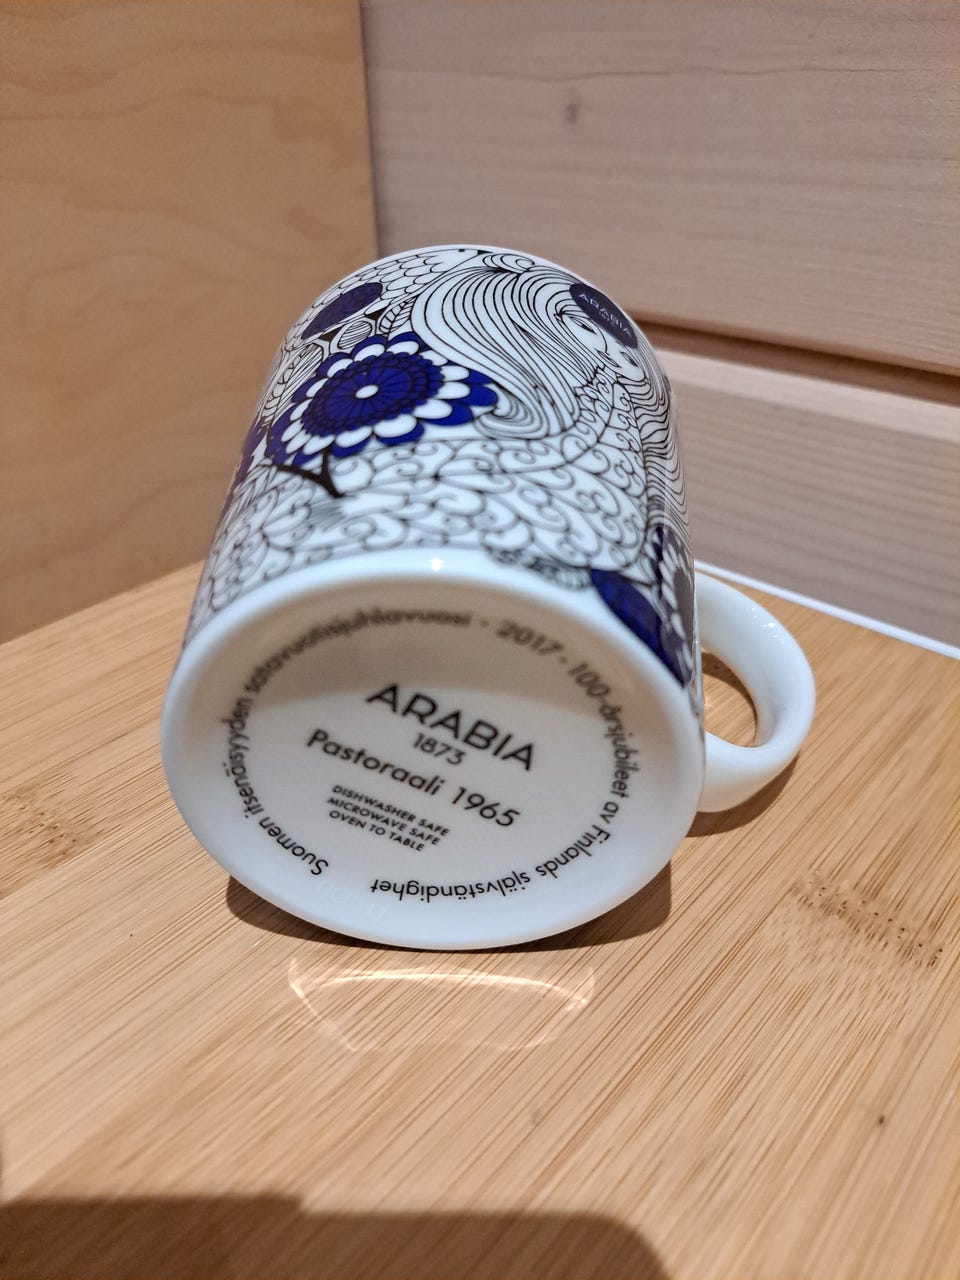 ARABIA
1873
Pastoraali 1965
DISHWASHER SAFE
MICROWAVE SAFE
OVEN TO TABLE
Suomen itsenäisyyden satavuotisjuhlavuosi · 2017 · 100-årsjubileet av Finlands självständighet
ARABIA
1873